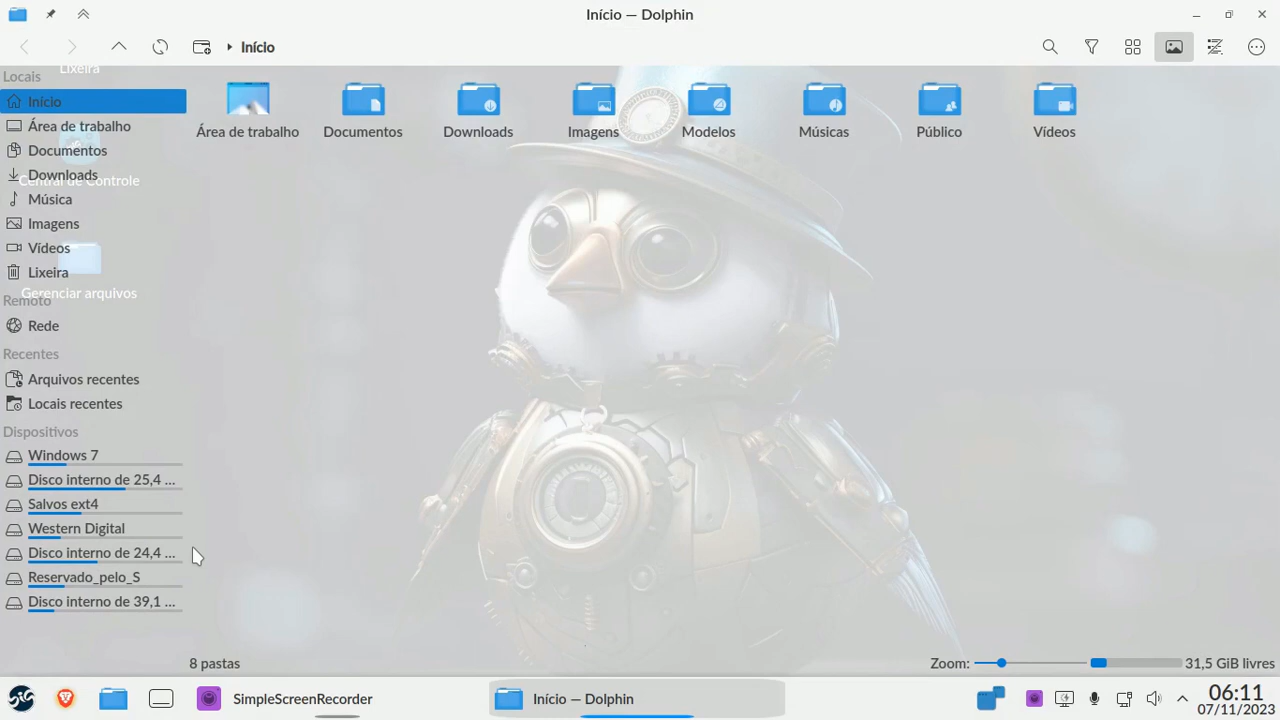 Início — Dolphin
Início
Lixeira
Locais
Início
Área de trabalho
Documentos
Downloads
Central de Controle
Música
Imagens
Vídeos
Lixeira
Gerenciar arquivos
Remoto
Rede
Recentes
Arquivos recentes
Locais recentes
Dispositivos
Windows 7
Disco interno de 25,4 ...
Salvos ext4
Western Digital
Disco interno de 24,4 ...
Reservado_pelo_S
Disco interno de 39,1 ...
Área de trabalho
Documentos
Downloads
Imagens
Modelos
Músicas
Público
Vídeos
8 pastas
Zoom:
31,5 GiB livres
SimpleScreenRecorder
Início — Dolphin
06:11
07/11/2023